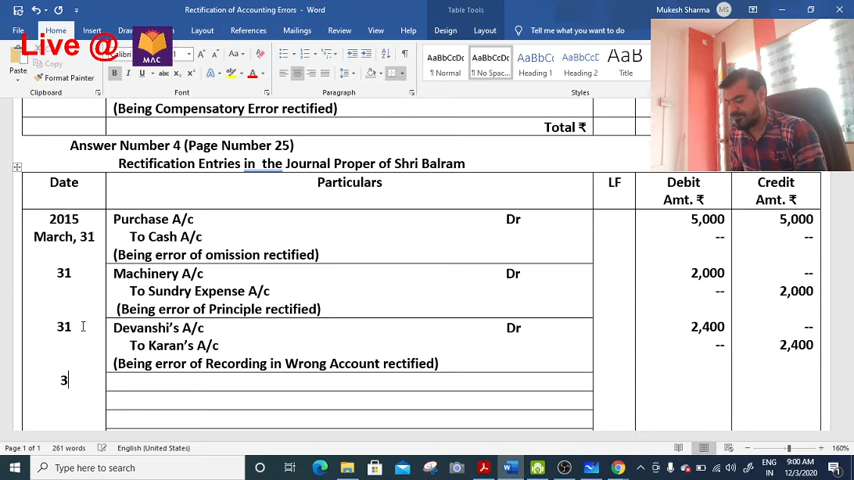 Rectification of Accounting Errors - Word
Table Tools
Mukesh Sharma MS
File Home Insert Draw Layout References Mailings Design Layout Tell me what you want to do
Live @ MAC
Paste Copy Format Painter
Clipboard Font Paragraph Styles
AaBbCc AaBbCc AaBbC AaBbCc AaB
¶ Normal ¶ No Spac... Heading 1 Heading 2 Title
(Being Compensatory Error rectified)
Total ₹
Answer Number 4 (Page Number 25)
Rectification Entries in the Journal Proper of Shri Balram
Date Particulars LF Debit Amt. ₹ Credit Amt. ₹
2015 Purchase A/c Dr 5,000 5,000
March, 31 To Cash A/c -- --
(Being error of omission rectified)
31 Machinery A/c Dr 2,000 --
To Sundry Expense A/c -- 2,000
(Being error of Principle rectified)
31 Devanshi's A/c Dr 2,400 --
To Karan's A/c -- 2,400
(Being error of Recording in Wrong Account rectified)
3
Page 1 of 1 261 words English (United States) 160%
Type here to search
ENG IN
9:00 AM
12/3/2020